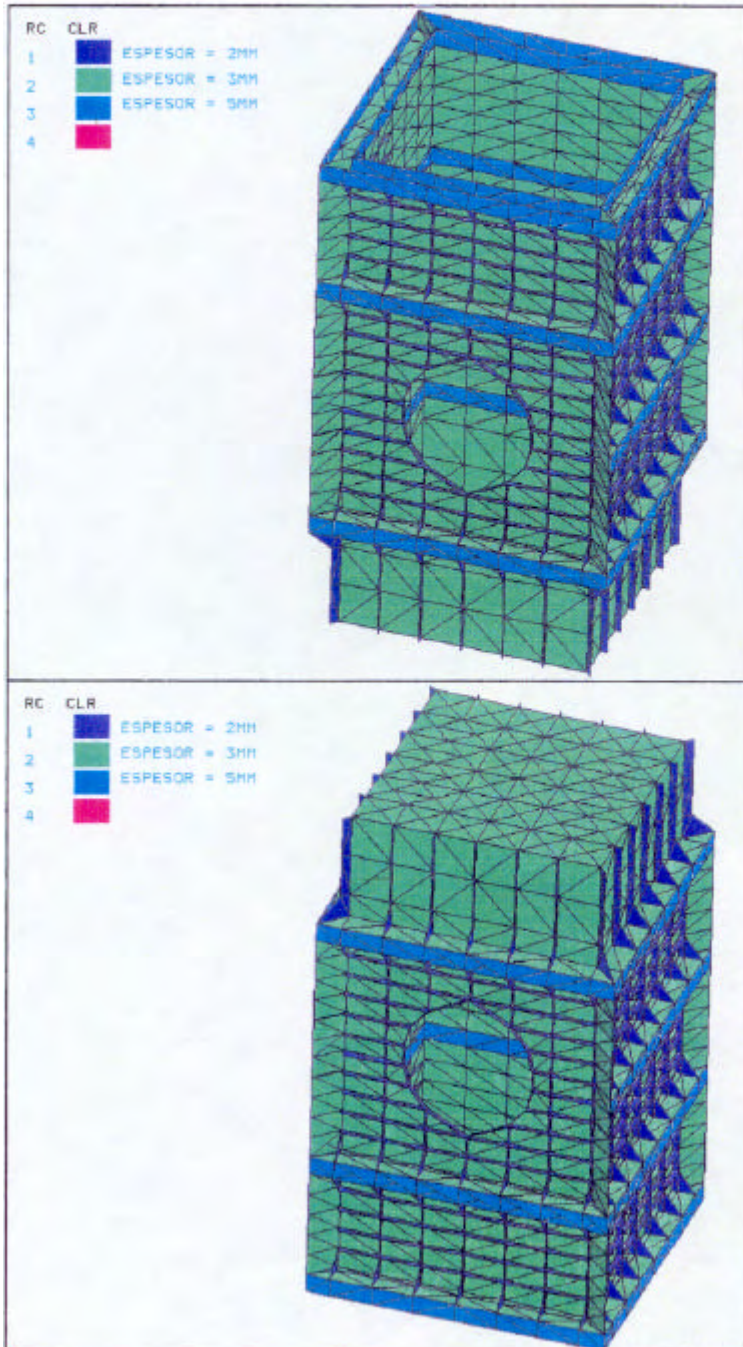 RC CLR
1 ESPESOR = 2MM
2 ESPESOR = 3MM
3 ESPESOR = 5MM
4
RC CLR
1 ESPESOR = 2MM
2 ESPESOR = 3MM
3 ESPESOR = 5MM
4